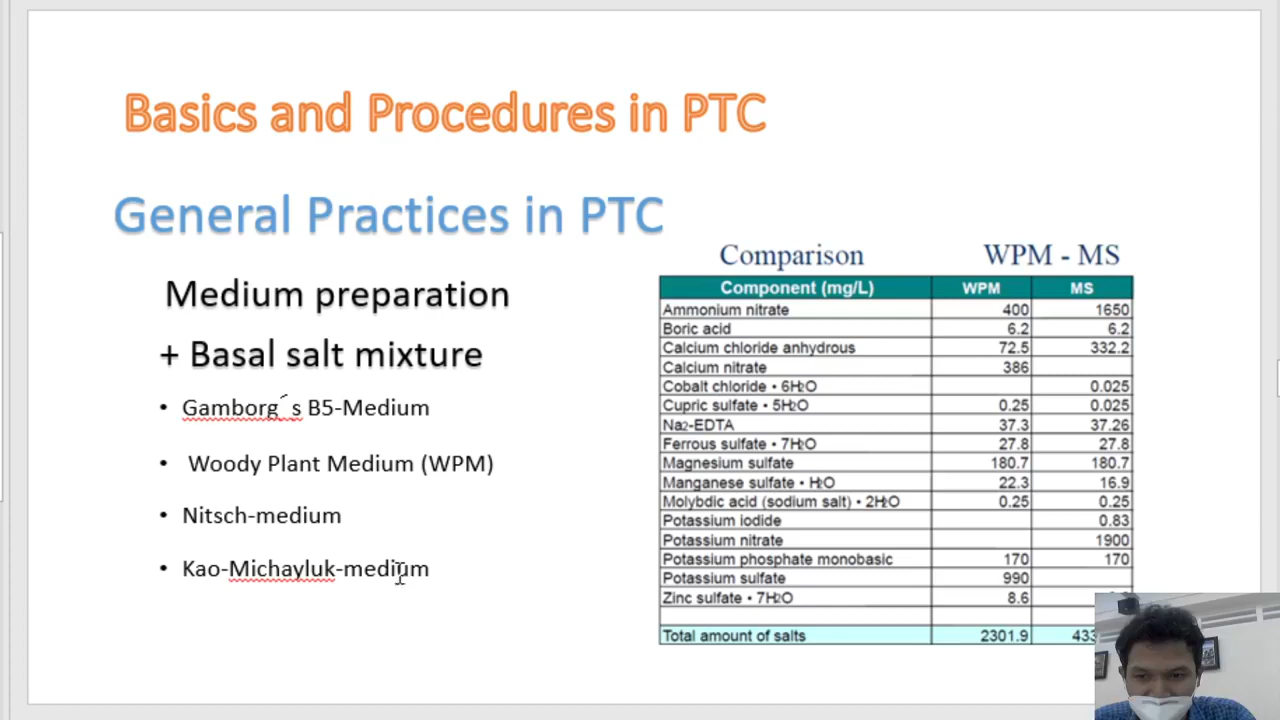 Basics and Procedures in PTC
General Practices in PTC
Medium preparation
+ Basal salt mixture
• Gamborg´s B5-Medium
• Woody Plant Medium (WPM)
• Nitsch-medium
• Kao-Michayluk-medium
Comparison WPM - MS
Component (mg/L) WPM MS
Ammonium nitrate 400 1650
Boric acid 6.2 6.2
Calcium chloride anhydrous 72.5 332.2
Calcium nitrate 386
Cobalt chloride • 6H2O 0.025
Cupric sulfate • 5H2O 0.25 0.025
Na2-EDTA 37.3 37.26
Ferrous sulfate • 7H2O 27.8 27.8
Magnesium sulfate 180.7 180.7
Manganese sulfate • H2O 22.3 16.9
Molybdic acid (sodium salt) • 2H2O 0.25 0.25
Potassium iodide 0.83
Potassium nitrate 1900
Potassium phosphate monobasic 170 170
Potassium sulfate 990
Zinc sulfate • 7H2O 8.6
Total amount of salts 2301.9